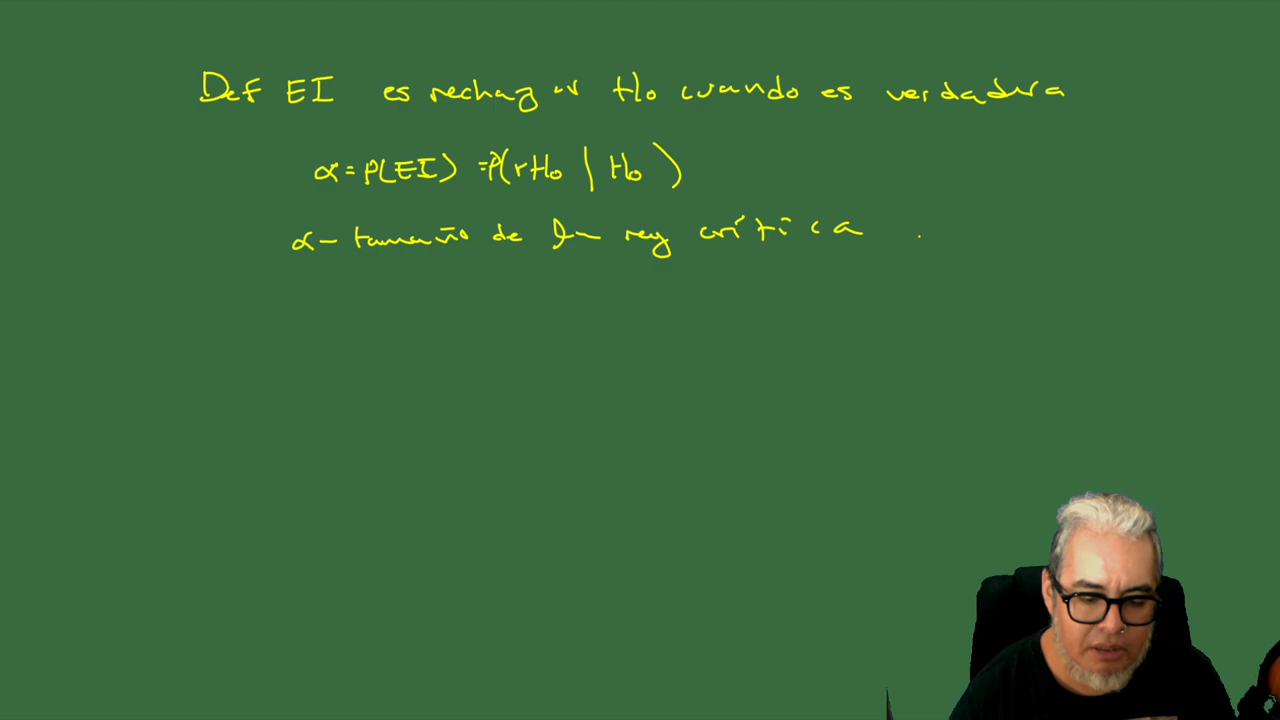 Def EI es rechazar Ho cuando es verdadera
α = P(EI) = P(rHo | Ho)
α - tamaño de la reg crítica